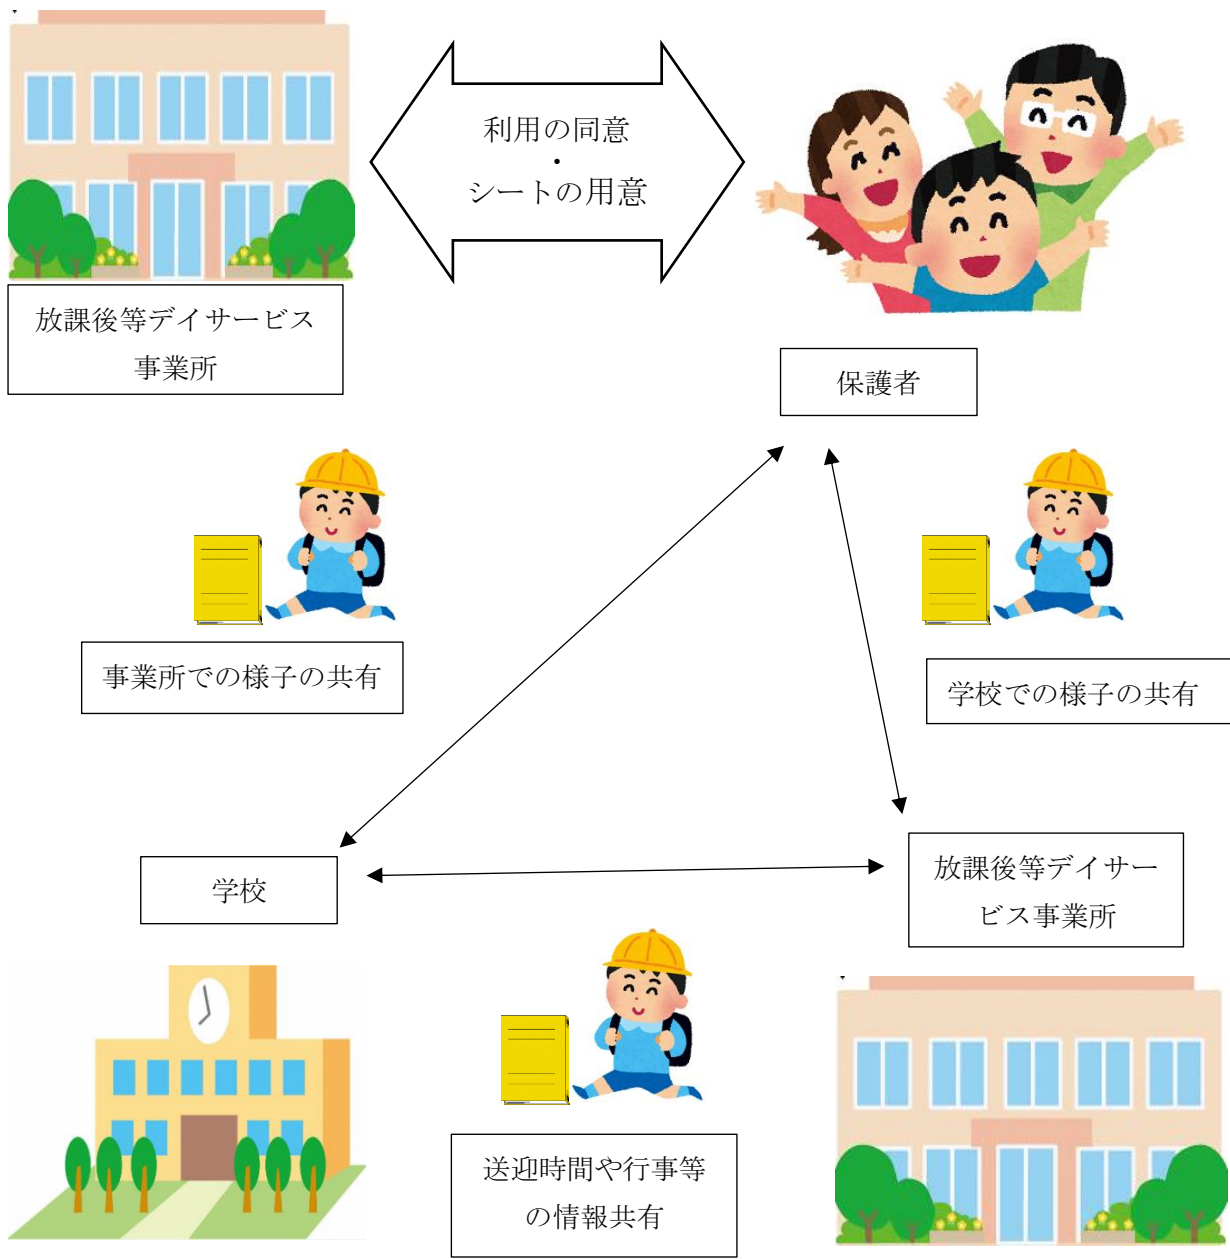 利用の同意
・
シートの用意
放課後等デイサービス
事業所
保護者
事業所での様子の共有
学校での様子の共有
学校
放課後等デイサー
ビス事業所
送迎時間や行事等
の情報共有